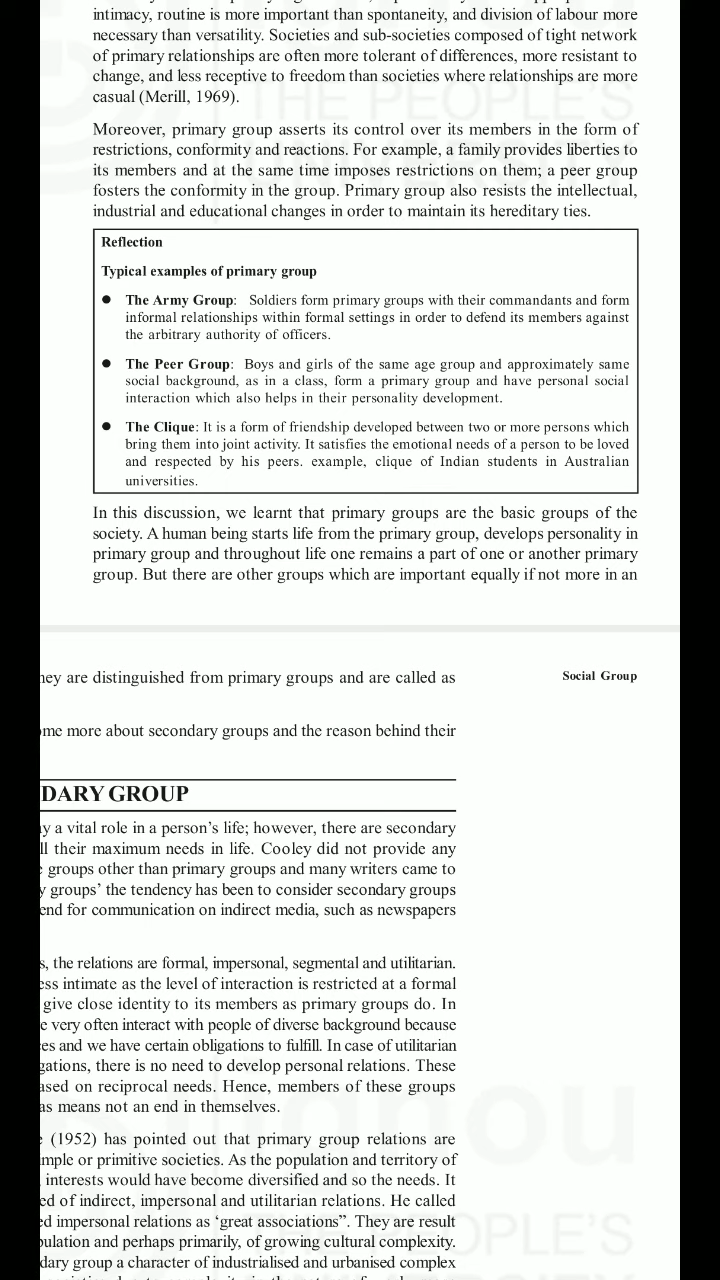 intimacy, routine is more important than spontaneity, and division of labour more
necessary than versatility. Societies and sub-societies composed of tight network
of primary relationships are often more tolerant of differences, more resistant to
change, and less receptive to freedom than societies where relationships are more
casual (Merill, 1969).
Moreover, primary group asserts its control over its members in the form of
restrictions, conformity and reactions. For example, a family provides liberties to
its members and at the same time imposes restrictions on them; a peer group
fosters the conformity in the group. Primary group also resists the intellectual,
industrial and educational changes in order to maintain its hereditary ties.
Reflection
Typical examples of primary group
● The Army Group: Soldiers form primary groups with their commandants and form
informal relationships within formal settings in order to defend its members against
the arbitrary authority of officers.
● The Peer Group: Boys and girls of the same age group and approximately same
social background, as in a class, form a primary group and have personal social
interaction which also helps in their personality development.
● The Clique: It is a form of friendship developed between two or more persons which
bring them into joint activity. It satisfies the emotional needs of a person to be loved
and respected by his peers. example, clique of Indian students in Australian
universities.
In this discussion, we learnt that primary groups are the basic groups of the
society. A human being starts life from the primary group, develops personality in
primary group and throughout life one remains a part of one or another primary
group. But there are other groups which are important equally if not more in an
hey are distinguished from primary groups and are called as
Social Group
ome more about secondary groups and the reason behind their
DARY GROUP
ay a vital role in a person's life; however, there are secondary
ll their maximum needs in life. Cooley did not provide any
groups other than primary groups and many writers came to
y groups' the tendency has been to consider secondary groups
end for communication on indirect media, such as newspapers
s, the relations are formal, impersonal, segmental and utilitarian.
ess intimate as the level of interaction is restricted at a formal
give close identity to its members as primary groups do. In
e very often interact with people of diverse background because
es and we have certain obligations to fulfill. In case of utilitarian
gations, there is no need to develop personal relations. These
ased on reciprocal needs. Hence, members of these groups
as means not an end in themselves.
(1952) has pointed out that primary group relations are
imple or primitive societies. As the population and territory of
interests would have become diversified and so the needs. It
ed of indirect, impersonal and utilitarian relations. He called
ed impersonal relations as 'great associations". They are result
pulation and perhaps primarily, of growing cultural complexity.
dary group a character of industrialised and urbanised complex